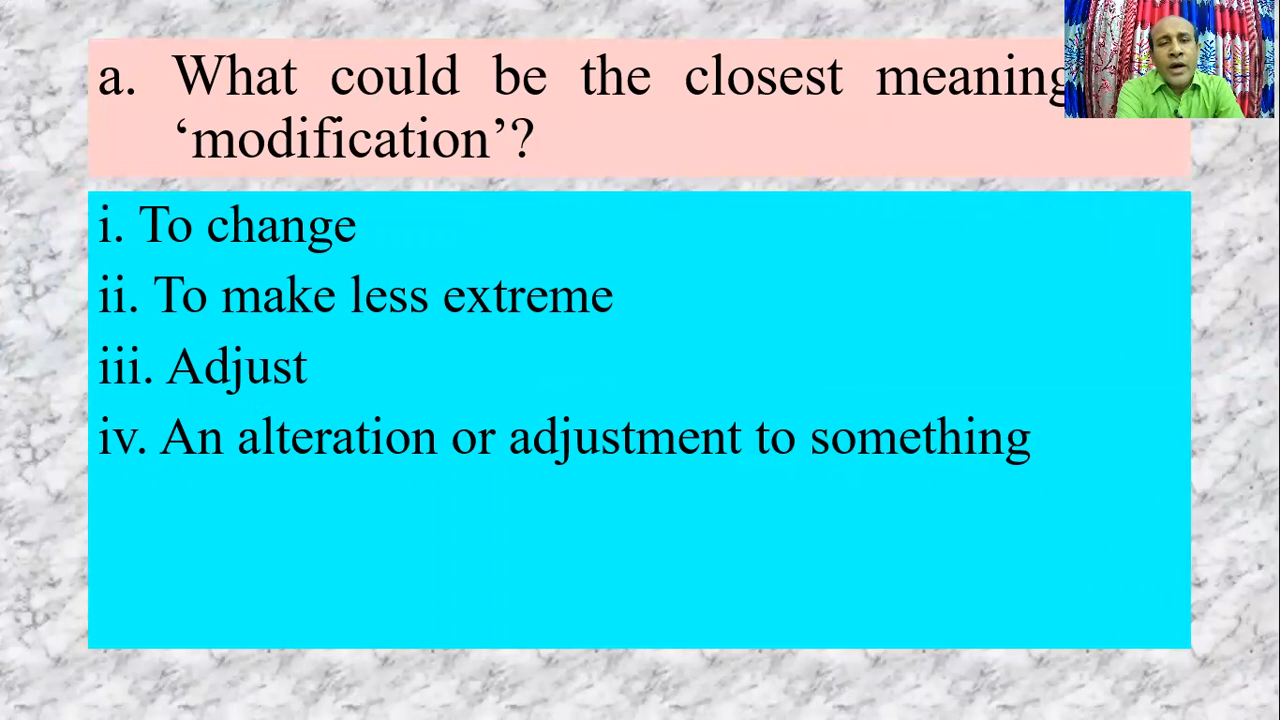 a. What could be the closest meaning
‘modification’?
i. To change
ii. To make less extreme
iii. Adjust
iv. An alteration or adjustment to something